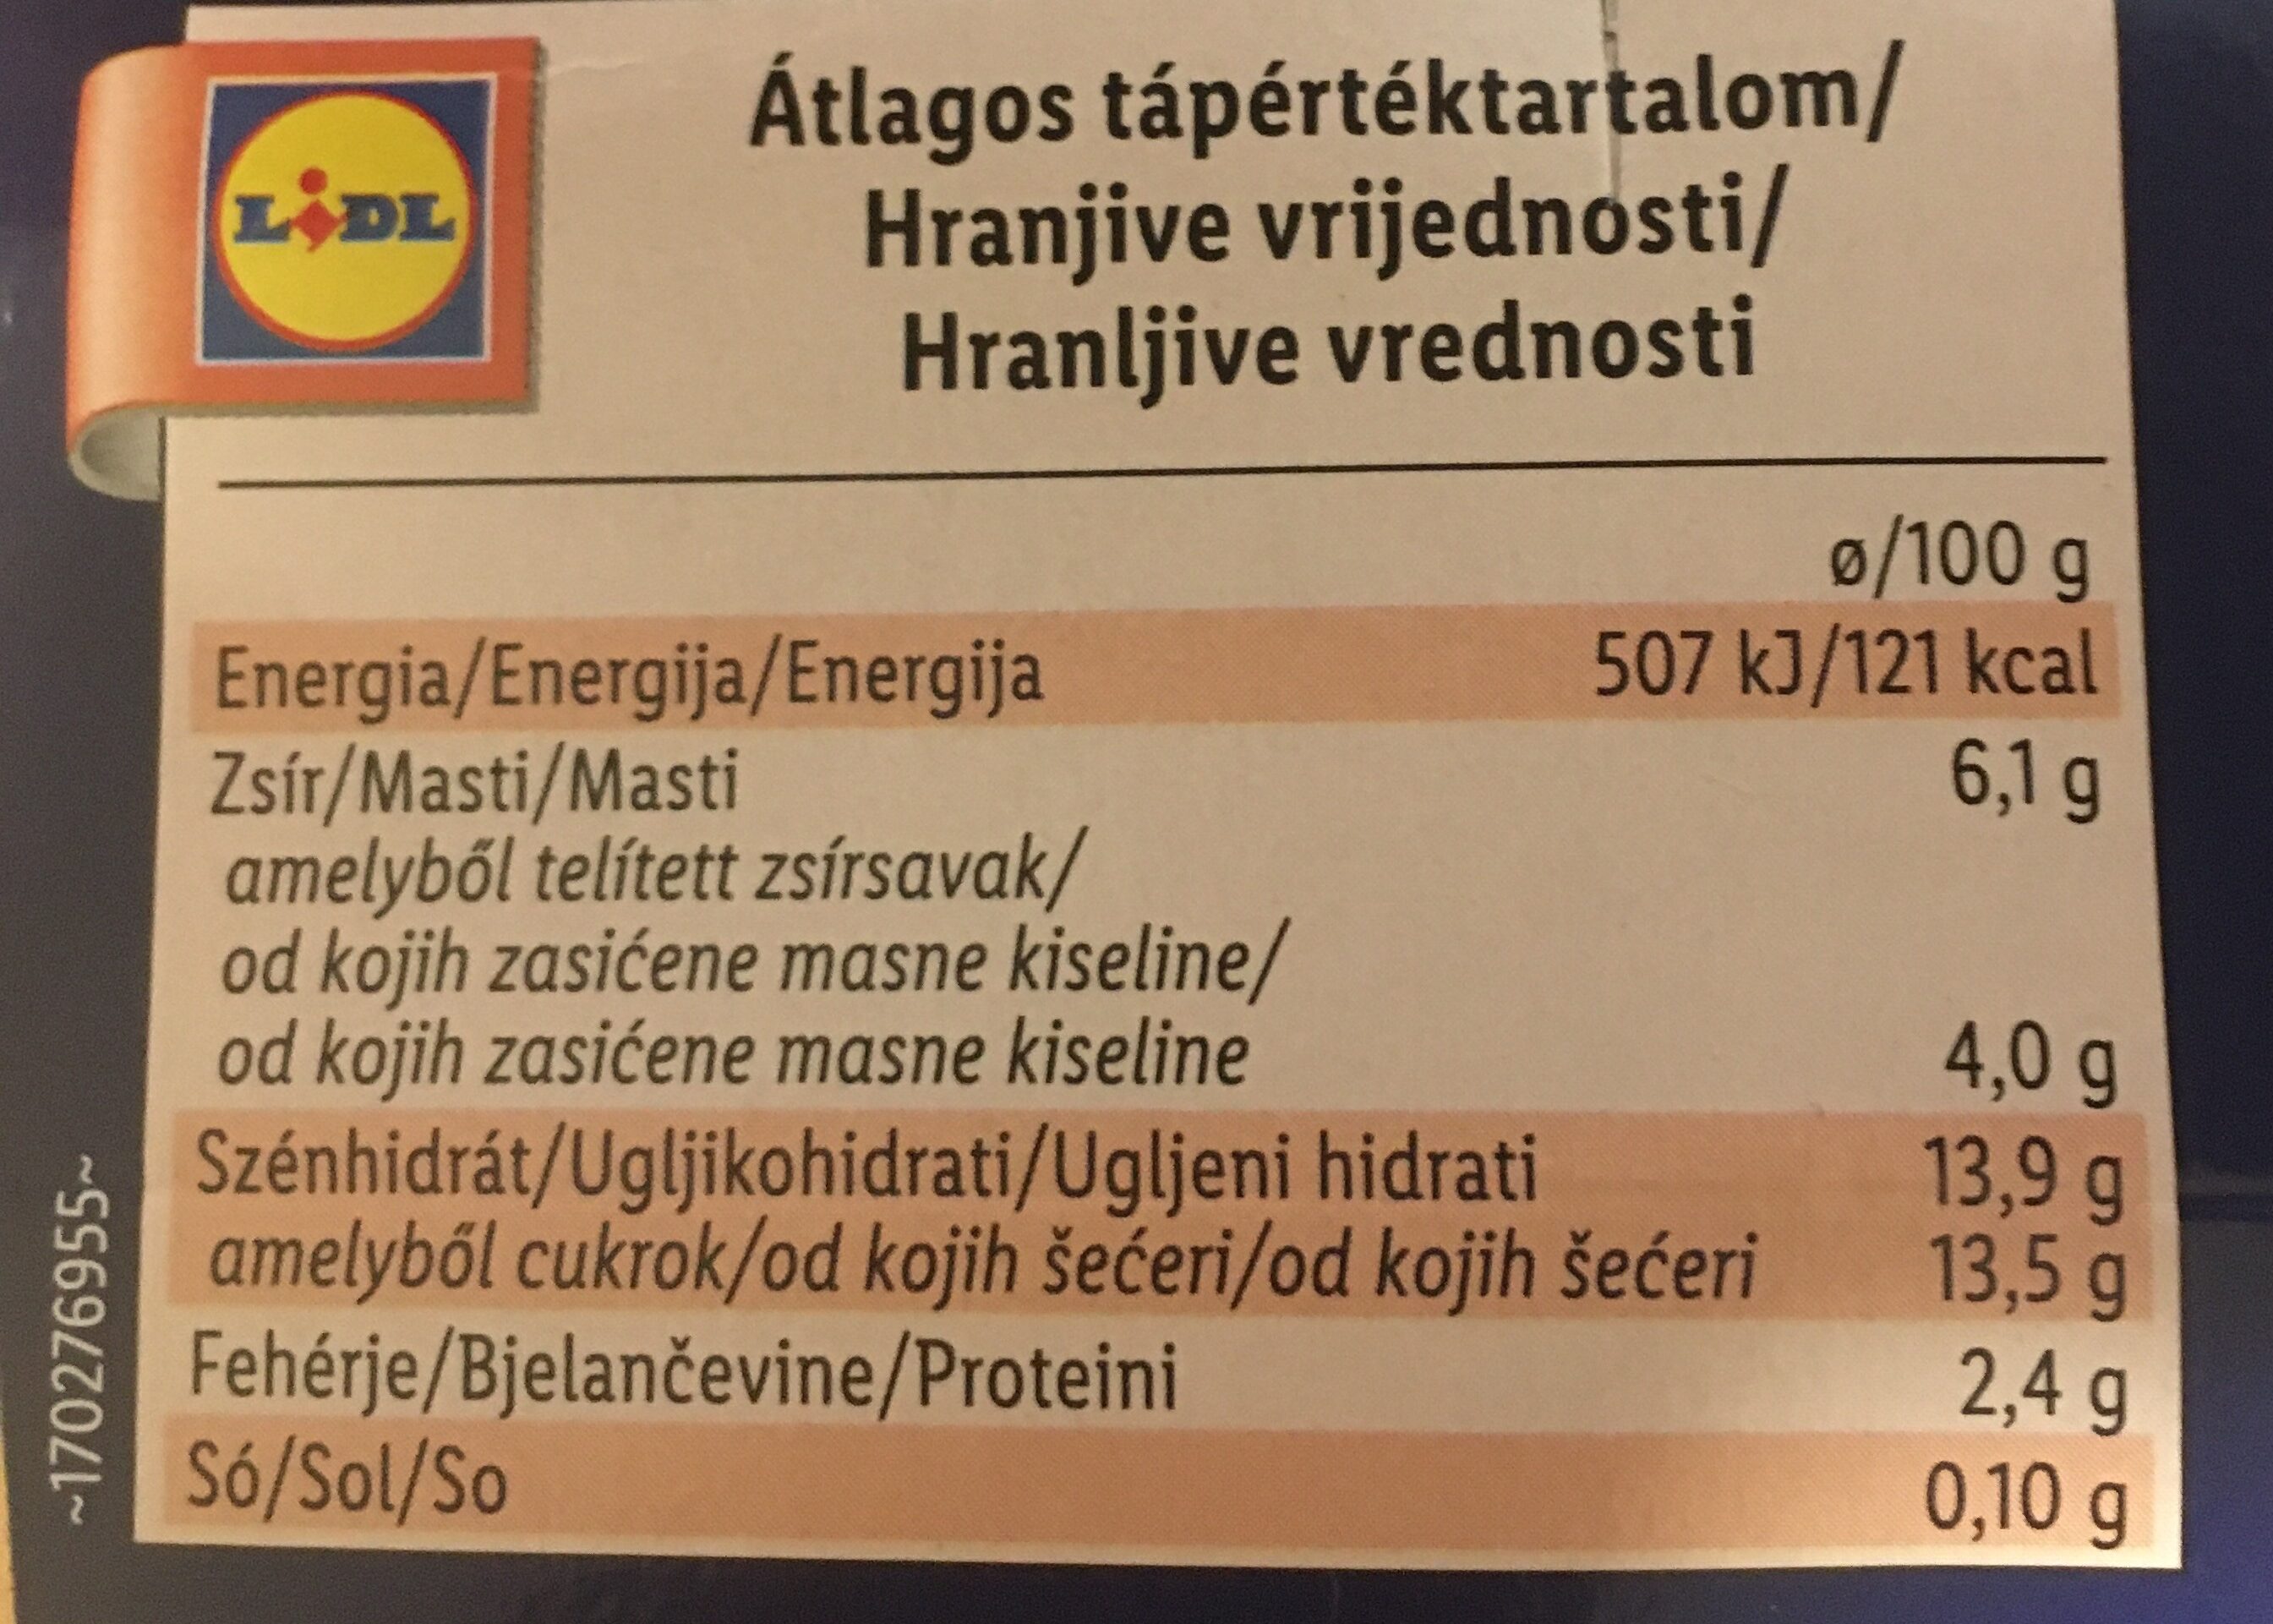 LIDL
Átlagos tápértéktartalom/
Hranjive vrijednosti/
Hranljive vrednosti
ø/100 g
Energia/Energija/Energija 507 kJ/121 kcal
Zsír/Masti/Masti 6,1 g
amelyből telített zsírsavak/
od kojih zasićene masne kiseline/
od kojih zasićene masne kiseline 4,0 g
Szénhidrát/Ugljikohidrati/Ugljeni hidrati 13,9 g
amelyből cukrok/od kojih šećeri/od kojih šećeri 13,5 g
Fehérje/Bjelančevine/Proteini 2,4 g
Só/Sol/So 0,10 g
~170276955~